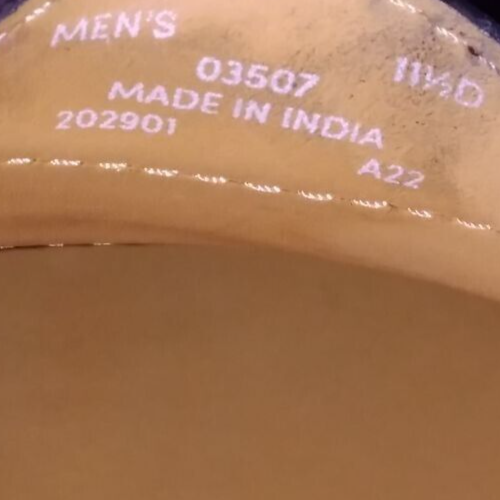 MEN'S
03507 11½D
MADE IN INDIA
202901
A22